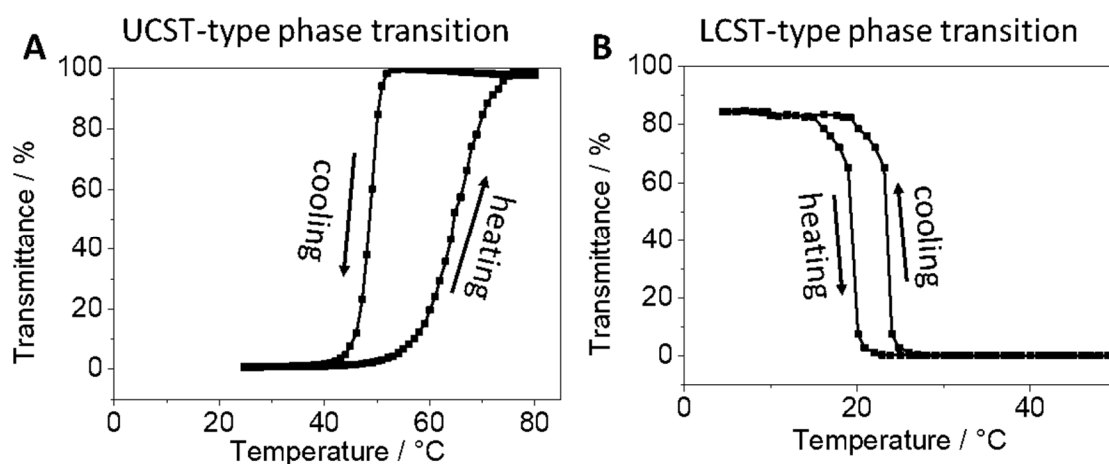 A
UCST-type phase transition
Transmittance / %
100
80
60
40
20
0
cooling
heating
0
20
40
60
80
Temperature / °C
B
LCST-type phase transition
Transmittance / %
100
80
60
40
20
0
heating
cooling
0
20
40
Temperature / °C